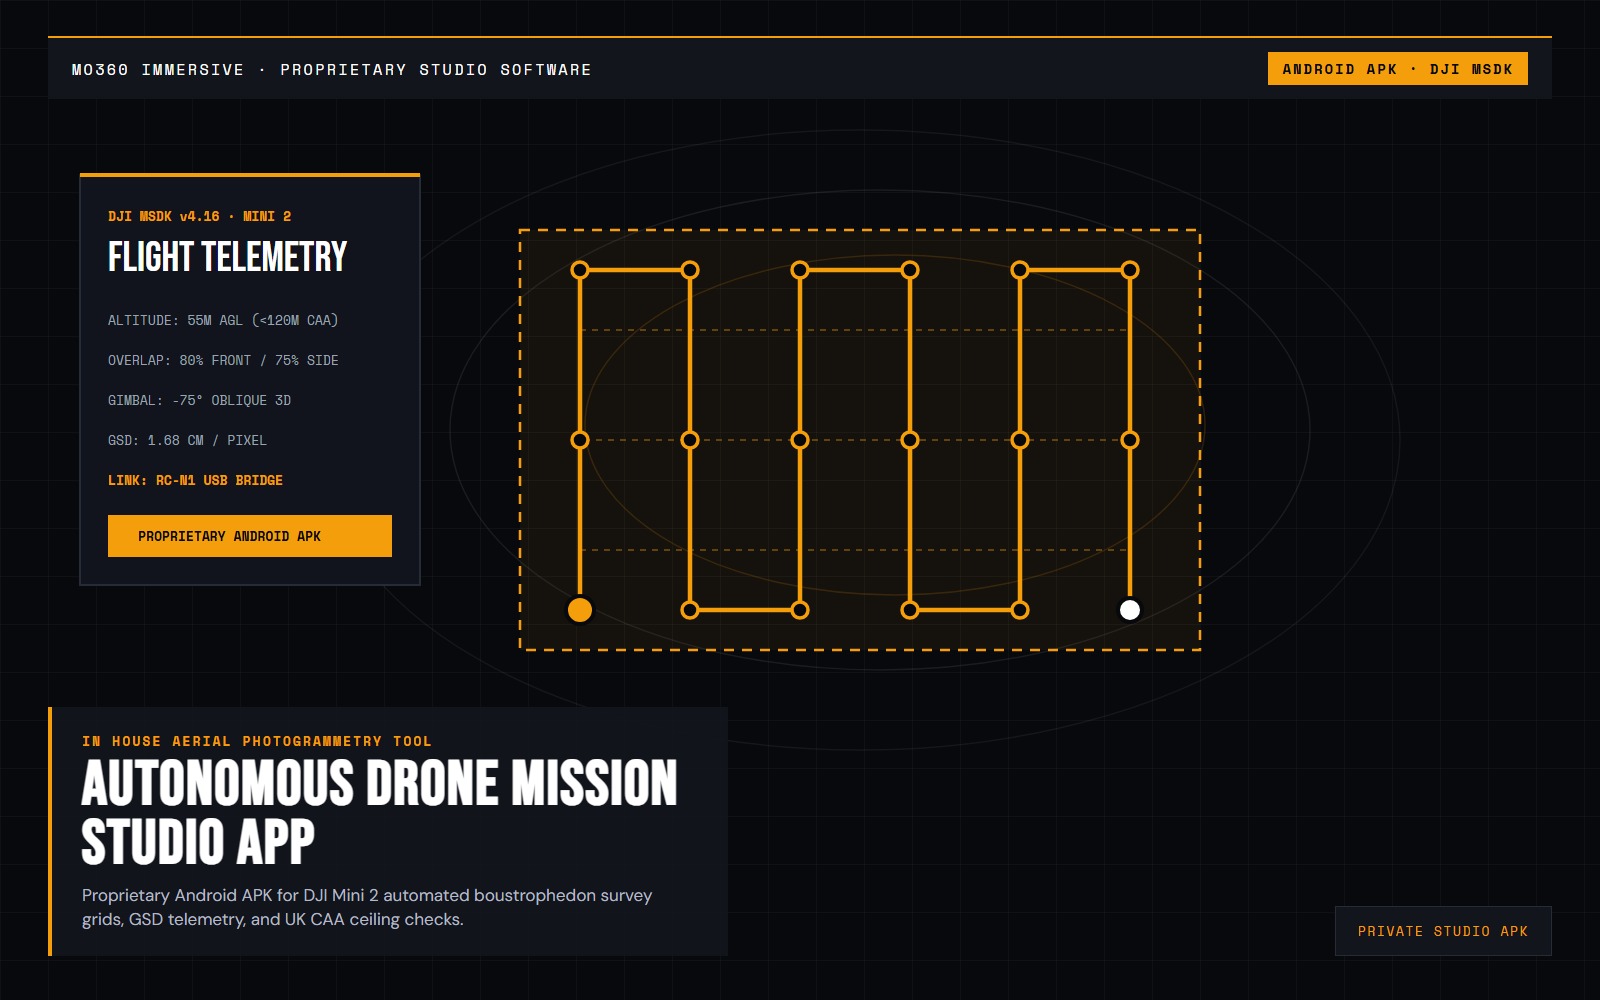 MO360 IMMERSIVE · PROPRIETARY STUDIO SOFTWARE
ANDROID APK · DJI MSDK
DJI MSDK v4.16 · MINI 2
FLIGHT TELEMETRY
ALTITUDE: 55M AGL (<120M CAA)
OVERLAP: 80% FRONT / 75% SIDE
GIMBAL: -75° OBLIQUE 3D
GSD: 1.68 CM / PIXEL
LINK: RC-N1 USB BRIDGE
PROPRIETARY ANDROID APK
IN HOUSE AERIAL PHOTOGRAMMETRY TOOL
AUTONOMOUS DRONE MISSION
STUDIO APP
Proprietary Android APK for DJI Mini 2 automated boustrophedon survey
grids, GSD telemetry, and UK CAA ceiling checks.
PRIVATE STUDIO APK